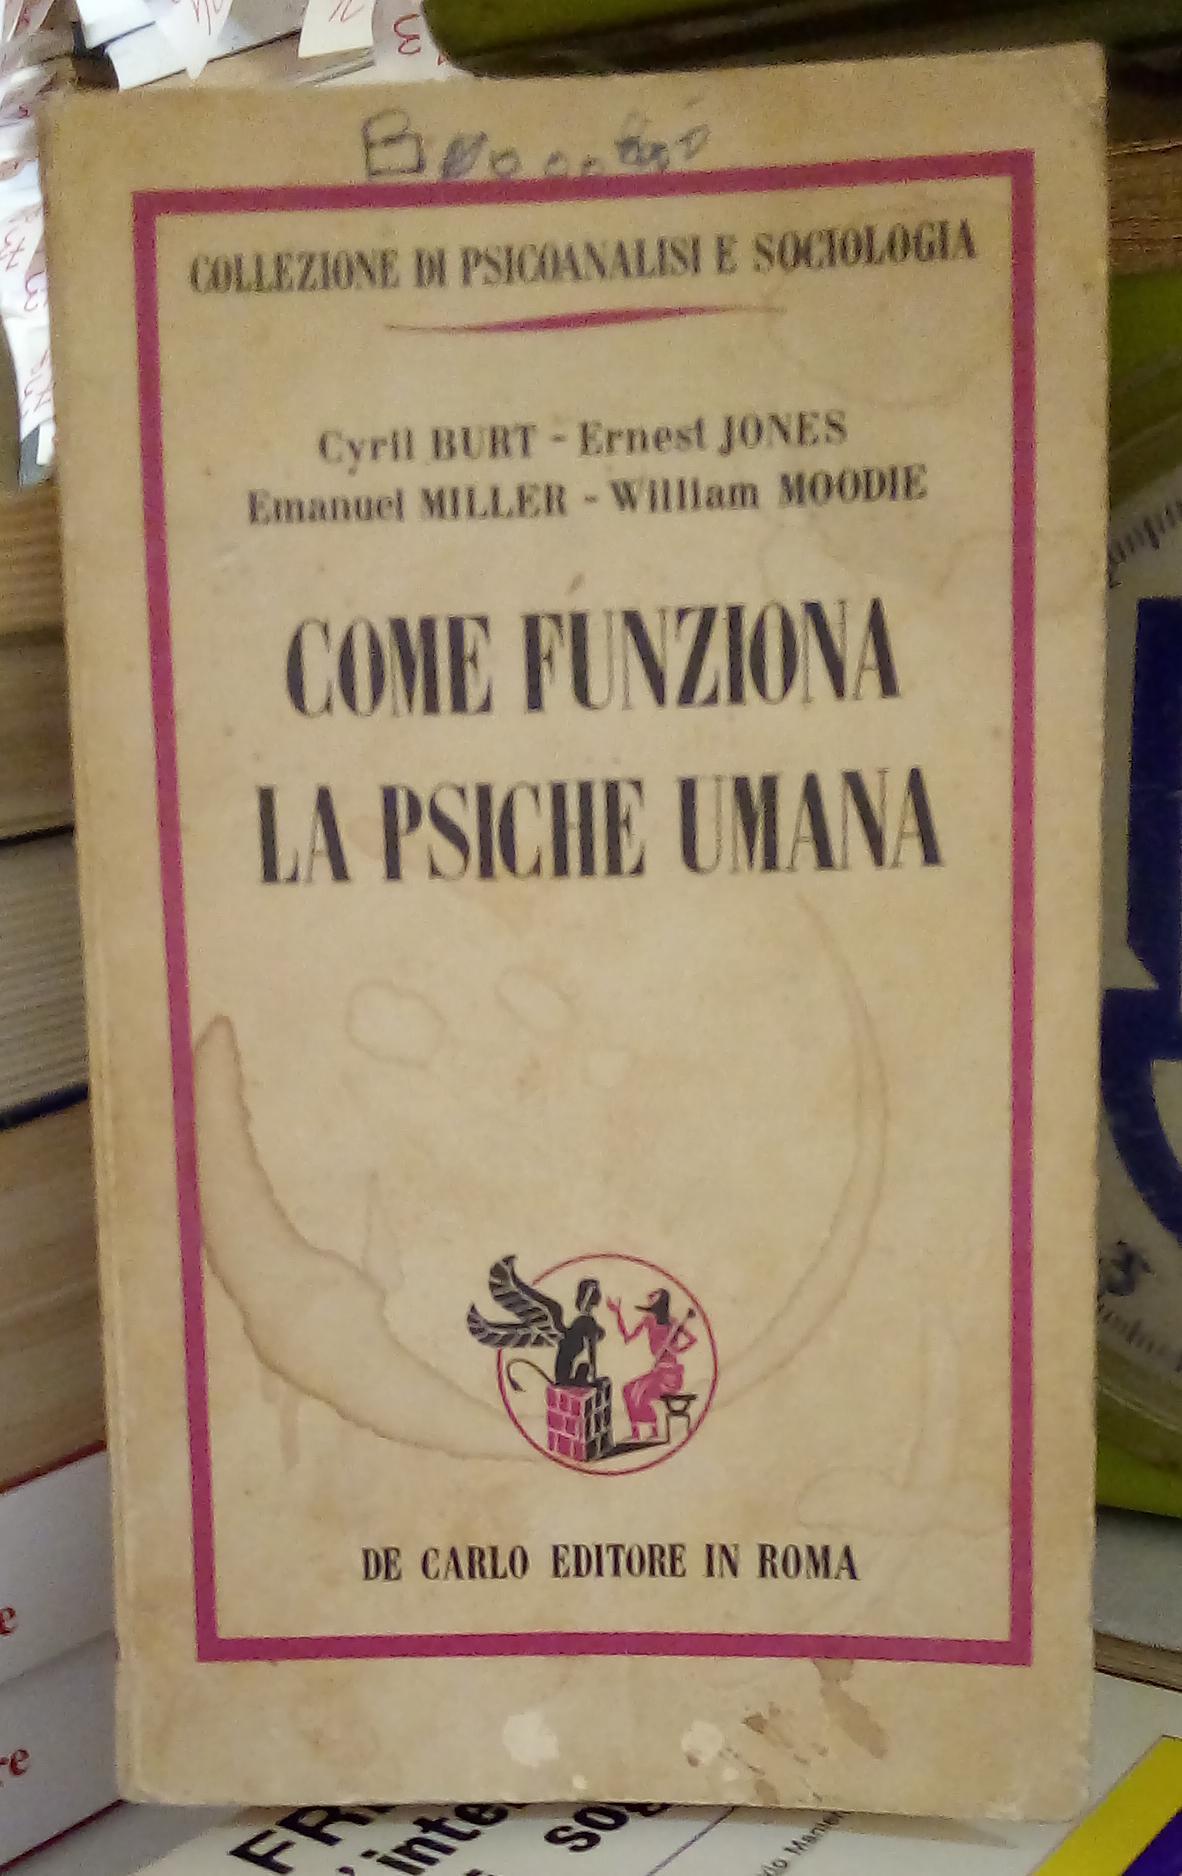 COLLEZIONE DI PSICOANALISI E SOCIOLOGIA
Cyril BURT - Ernest JONES
Emanuel MILLER - William MOODIE
COME FUNZIONA
LA PSICHE UMANA
DE CARLO EDITORE IN ROMA